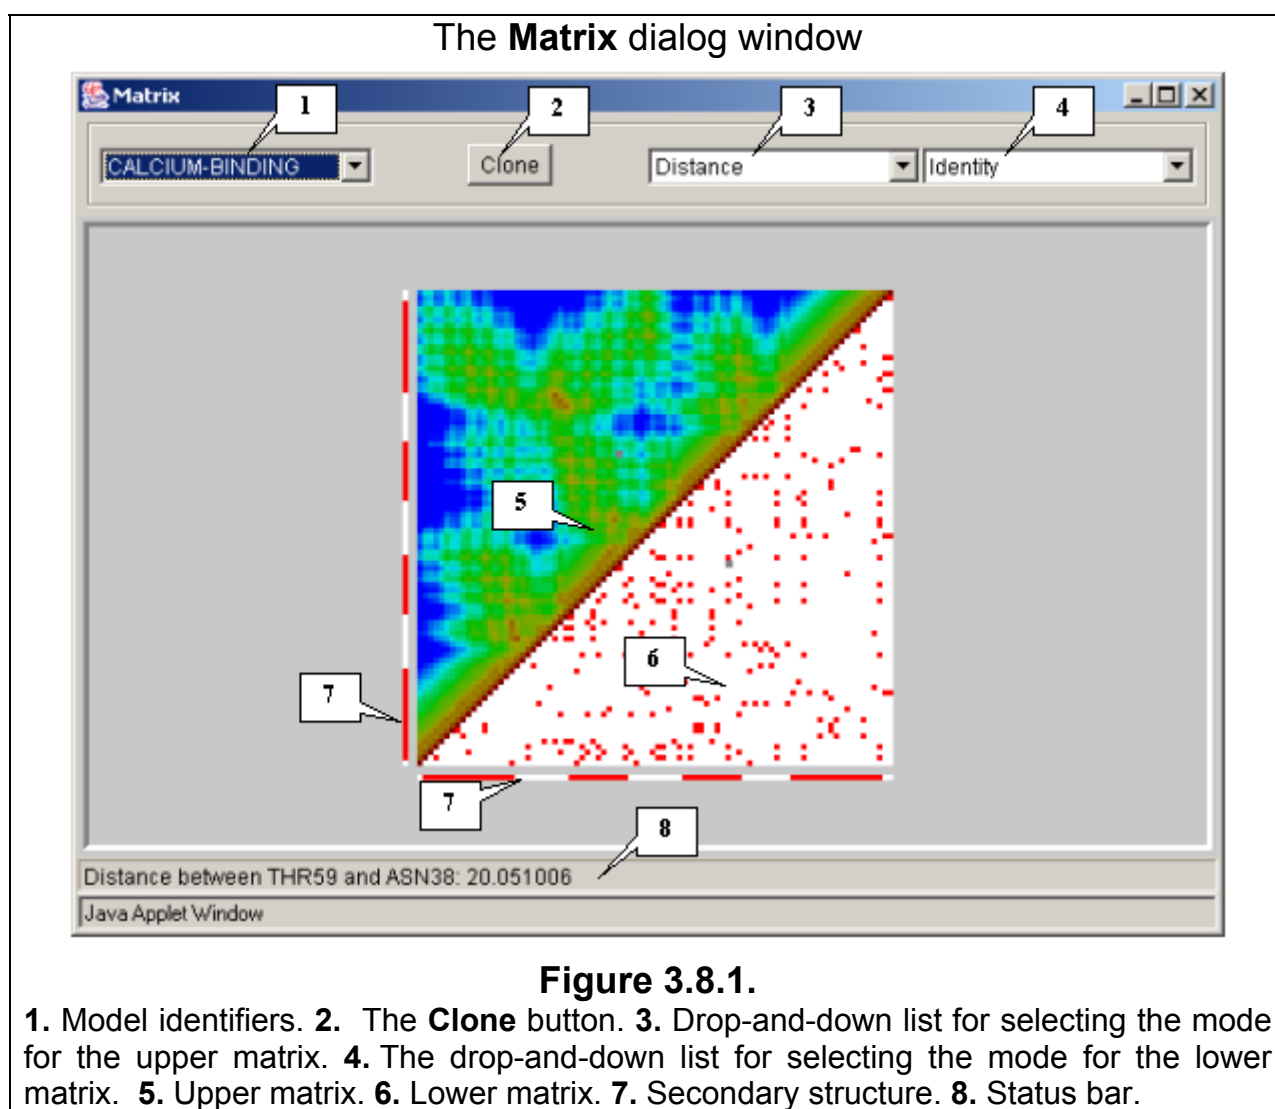 The Matrix dialog window
Matrix
1
2
3
4
CALCIUM-BINDING
Clone
Distance
Identity
5
6
7
7
8
Distance between THR59 and ASN38: 20.051006
Java Applet Window
Figure 3.8.1.
1. Model identifiers. 2. The Clone button. 3. Drop-and-down list for selecting the mode
for the upper matrix. 4. The drop-and-down list for selecting the mode for the lower
matrix. 5. Upper matrix. 6. Lower matrix. 7. Secondary structure. 8. Status bar.